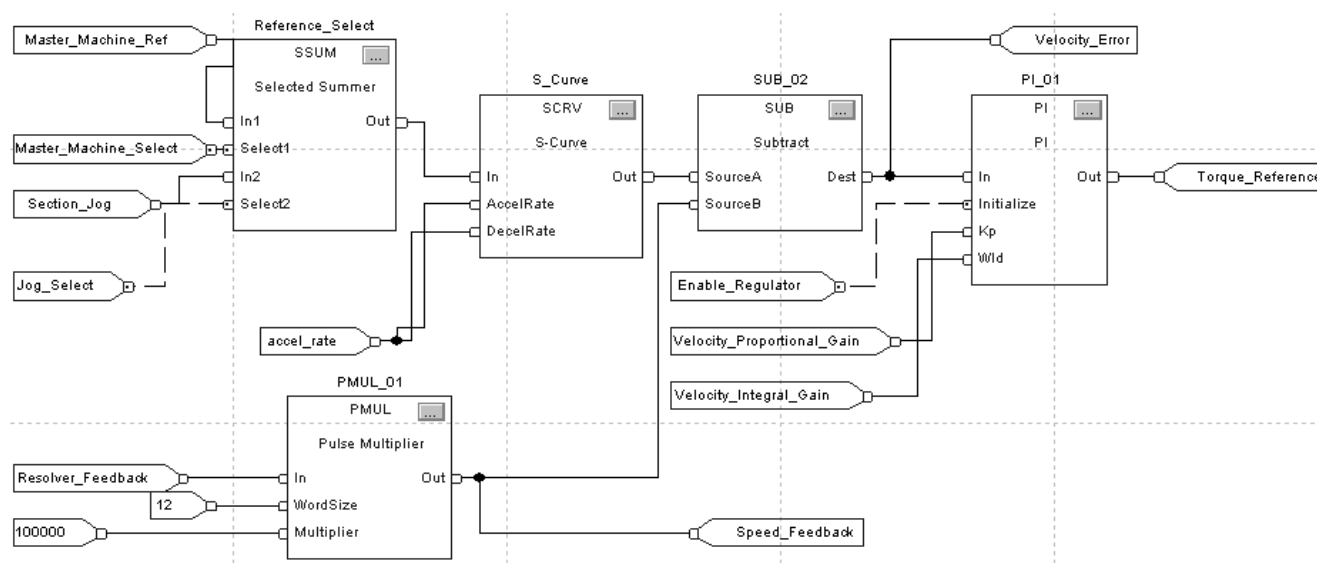 Reference_Select
Master_Machine_Ref
Velocity_Error
SSUM
...
Selected Summer
S_Curve
SUB_02
PI_01
SCRV
...
SUB
...
PI
...
In1
Out
S-Curve
Subtract
PI
Master_Machine_Select
Select1
In2
In
Out
SourceA
Dest
In
Out
Torque_Reference
Section_Jog
Select2
AccelRate
SourceB
Initialize
DecelRate
Kp
Wld
Jog_Select
Enable_Regulator
accel_rate
Velocity_Proportional_Gain
PMUL_01
Velocity_Integral_Gain
PMUL
...
Pulse Multiplier
Resolver_Feedback
In
Out
12
WordSize
100000
Multiplier
Speed_Feedback